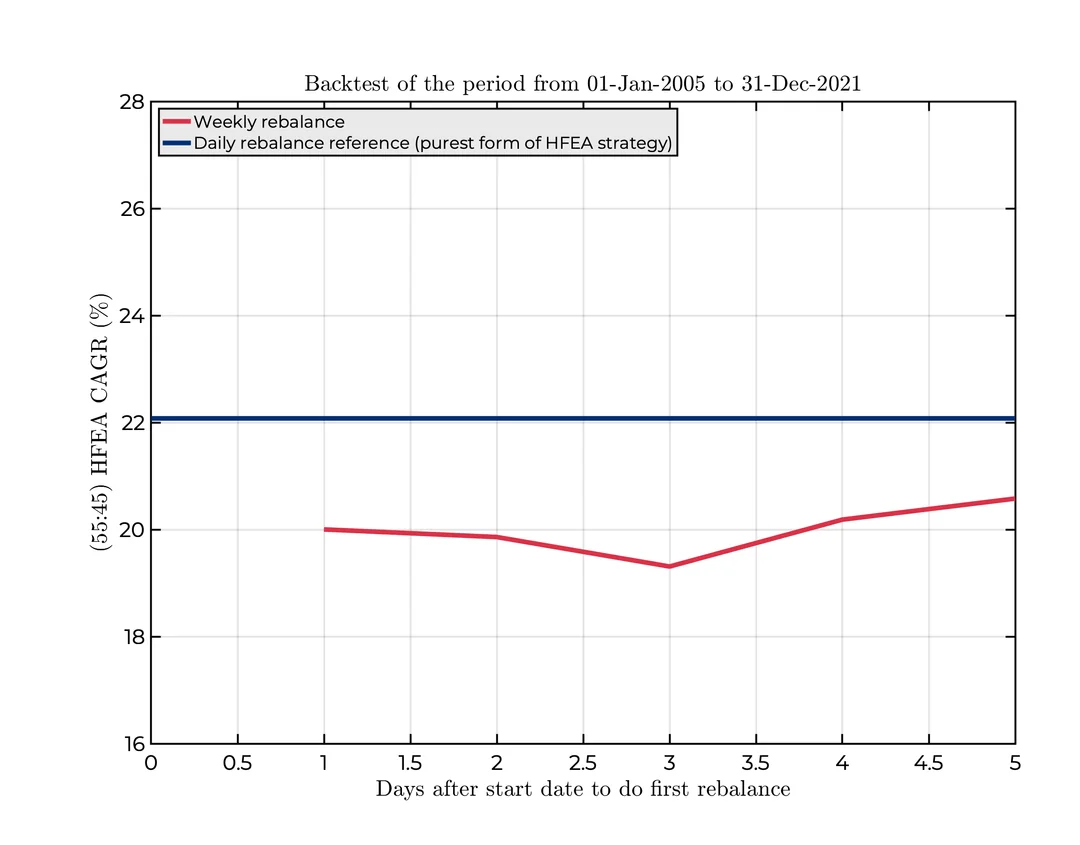 Backtest of the period from 01-Jan-2005 to 31-Dec-2021
28
Weekly rebalance
Daily rebalance reference (purest form of HFEA strategy)
26
24
22
20
18
16
(55:45) HFEA CAGR (%)
0 0.5 1 1.5 2 2.5 3 3.5 4 4.5 5
Days after start date to do first rebalance